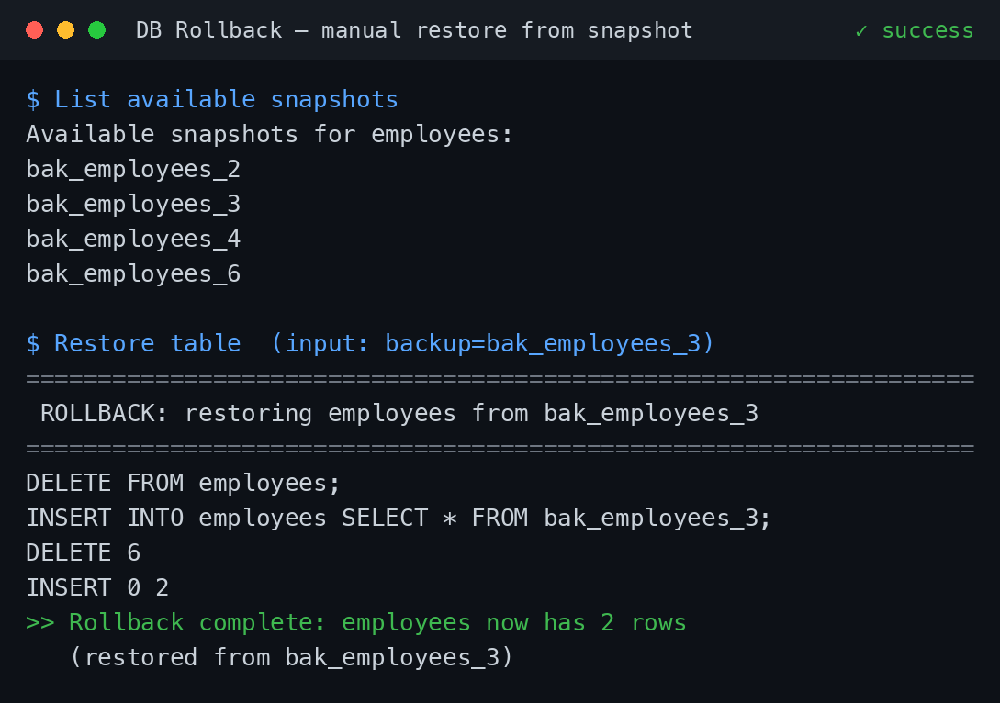 DB Rollback — manual restore from snapshot
✓ success
$ List available snapshots
Available snapshots for employees:
bak_employees_2
bak_employees_3
bak_employees_4
bak_employees_6
$ Restore table  (input: backup=bak_employees_3)
==================================================================
 ROLLBACK: restoring employees from bak_employees_3
==================================================================
DELETE FROM employees;
INSERT INTO employees SELECT * FROM bak_employees_3;
DELETE 6
INSERT 0 2
>> Rollback complete: employees now has 2 rows
   (restored from bak_employees_3)